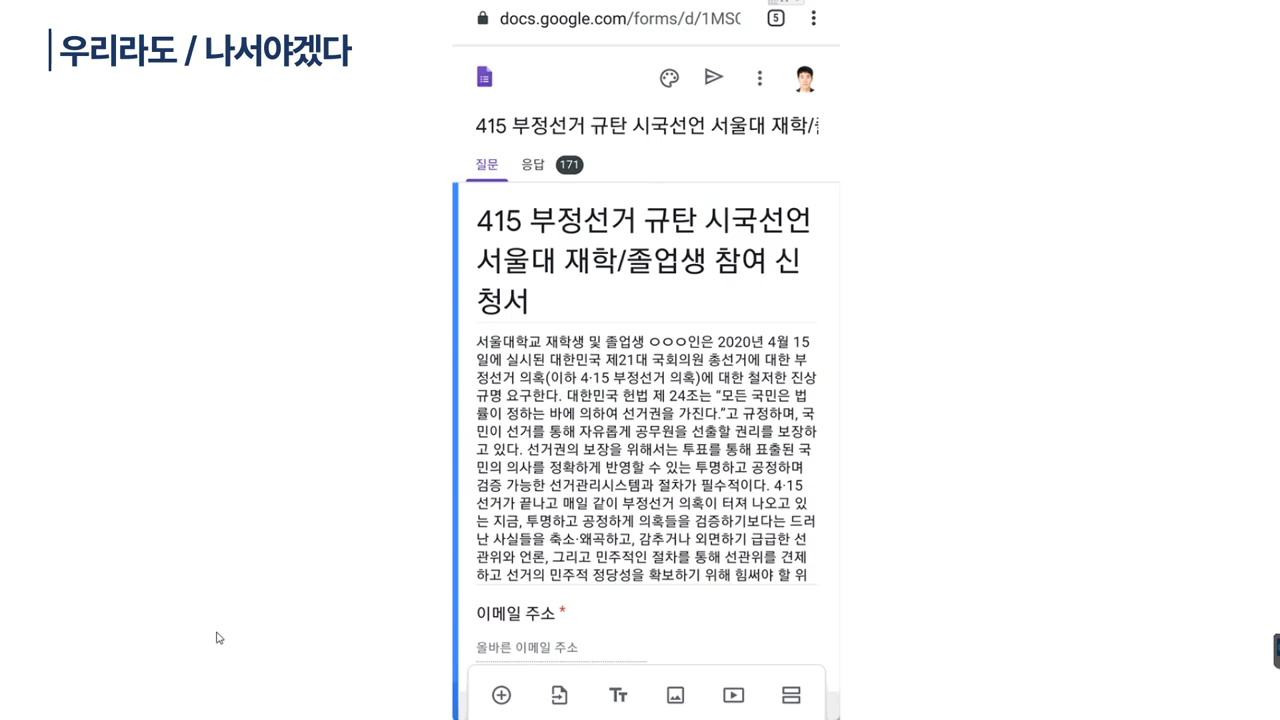 우리라도 / 나서야겠다
docs.google.com/forms/d/1MSC
5
415 부정선거 규탄 시국선언 서울대 재학/
질문 응답 171
415 부정선거 규탄 시국선언
서울대 재학/졸업생 참여 신
청서
서울대학교 재학생 및 졸업생 ㅇㅇㅇ인은 2020년 4월 15
일에 실시된 대한민국 제21대 국회의원 총선거에 대한 부
정선거 의혹(이하 4·15 부정선거 의혹)에 대한 철저한 진상
규명 요구한다. 대한민국 헌법 제 24조는 “모든 국민은 법
률이 정하는 바에 의하여 선거권을 가진다.”고 규정하며, 국
민이 선거를 통해 자유롭게 공무원을 선출할 권리를 보장하
고 있다. 선거권의 보장을 위해서는 투표를 통해 표출된 국
민의 의사를 정확하게 반영할 수 있는 투명하고 공정하며
검증 가능한 선거관리시스템과 절차가 필수적이다. 4·15
선거가 끝나고 매일 같이 부정선거 의혹이 터져 나오고 있
는 지금, 투명하고 공정하게 의혹들을 검증하기보다는 드러
난 사실들을 축소·왜곡하고, 감추거나 외면하기 급급한 선
관위와 언론, 그리고 민주적인 절차를 통해 선관위를 견제
하고 선거의 민주적 정당성을 확보하기 위해 힘써야 할 위
이메일 주소 *
올바른 이메일 주소
Tт